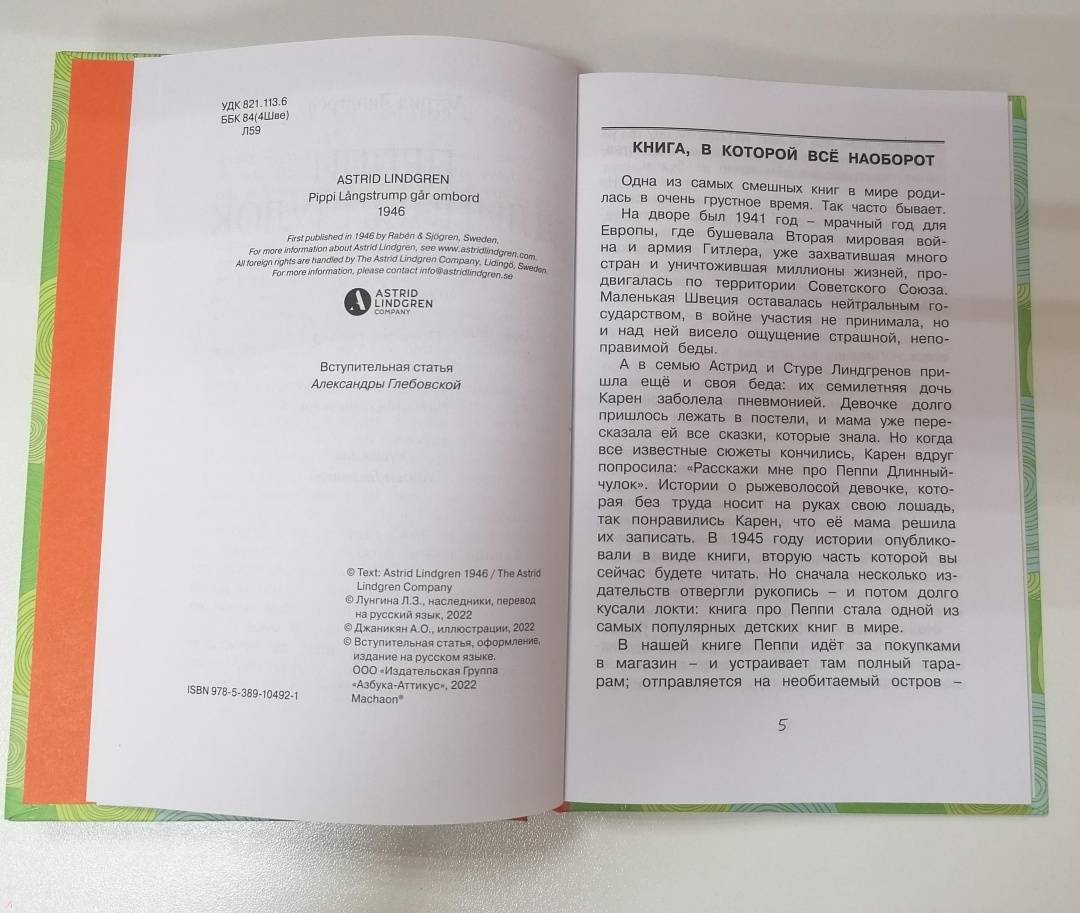 УДК 821.113.6
ББК 84(4Шве)
Л59
ASTRID LINDGREN
Pippi Långstrump går ombord
1946
First published in 1946 by Rabén & Sjögren, Sweden.
For more information about Astrid Lindgren, see www.astridlindgren.com.
All foreign rights are handled by The Astrid Lindgren Company, Lidingö, Sweden.
For more information, please contact info@astridlindgren.se
ASTRID
LINDGREN
COMPANY
Вступительная статья
Александры Глебовской
© Text: Astrid Lindgren 1946 / The Astrid
Lindgren Company
© Лунгина Л.З., наследники, перевод
на русский язык, 2022
© Джаникян А.О., иллюстрации, 2022
© Вступительная статья, оформление,
издание на русском языке.
ООО «Издательская Группа
«Азбука-Аттикус», 2022
Machaon®
ISBN 978-5-389-10492-1
КНИГА, В КОТОРОЙ ВСЁ НАОБОРОТ
Одна из самых смешных книг в мире роди-
лась в очень грустное время. Так часто бывает.
На дворе был 1941 год – мрачный год для
Европы, где бушевала Вторая мировая вой-
на и армия Гитлера, уже захватившая много
стран и уничтожившая миллионы жизней, про-
двигалась по территории Советского Союза.
Маленькая Швеция оставалась нейтральным го-
сударством, в войне участия не принимала, но
и над ней висело ощущение страшной, непо-
правимой беды.
А в семью Астрид и Стуре Линдгренов при-
шла ещё и своя беда: их семилетняя дочь
Карен заболела пневмонией. Девочке долго
пришлось лежать в постели, и мама уже пере-
сказала ей все сказки, которые знала. Но когда
все известные сюжеты кончились, Карен вдруг
попросила: «Расскажи мне про Пеппи Длинный-
чулок». Истории о рыжеволосой девочке, кото-
рая без труда носит на руках свою лошадь,
так понравились Карен, что её мама решила
их записать. В 1945 году истории опублико-
вали в виде книги, вторую часть которой вы
сейчас будете читать. Но сначала несколько из-
дательств отвергли рукопись – и потом долго
кусали локти: книга про Пеппи стала одной из
самых популярных детских книг в мире.
В нашей книге Пеппи идёт за покупками
в магазин – и устраивает там полный тара-
рам; отправляется на необитаемый остров –
5